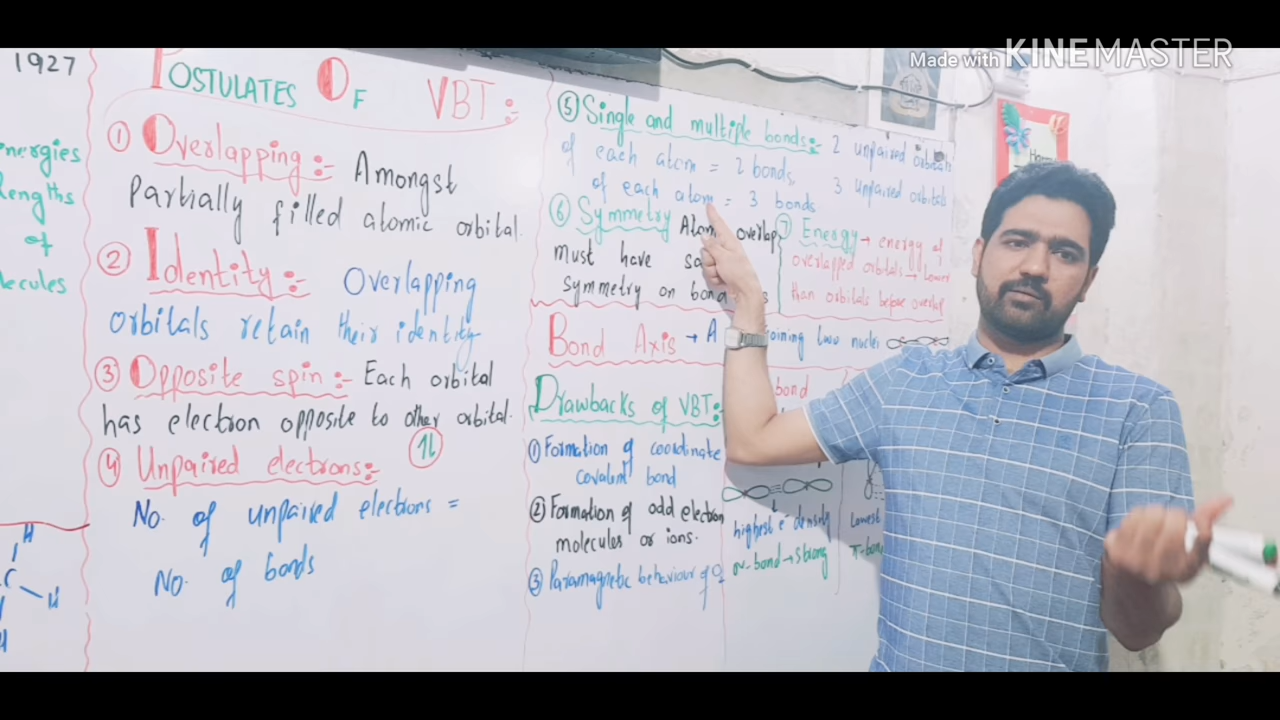 Made with KINEMASTER
1927
energies
lengths
of
lecules
H
C
H
H
POSTULATES OF VBT:-
① Overlapping :- Amongst
Partially filled atomic orbital.
② Identity :- Overlapping
orbitals retain their identity
③ Opposite spin :- Each orbital
has electron opposite to other orbital.
1L
④ Unpaired electrons:-
No. of unpaired electrons =
No. of bonds
⑤ Single and multiple bonds:- 2 unpaired orbitals
of each atom = 2 bonds, 3 unpaired orbitals
of each atom = 3 bonds
⑥ Symmetry Atom overlap
must have sa
symmetry on bond
⑦ Energy → energy of
overlapped orbitals → Lower
than orbitals before overlap
Bond Axis → A joining two nuclei
Drawbacks of VBT:-
① Formation of coordinate
covalent bond
② Formation of odd electron
molecules or ions.
③ Paramagnetic behaviour of O2
bond
highest e⁻ density
σ-bond → strong
Lowest
π-bon